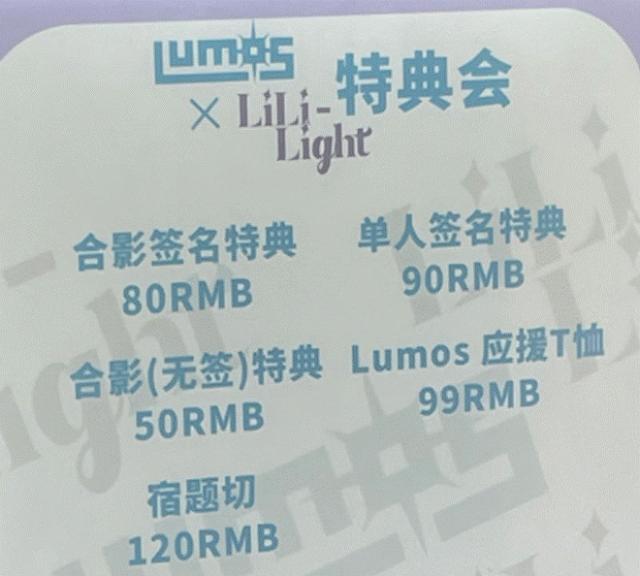 Lumos
× LiLi-Light
特典会
合影签名特典
80RMB
单人签名特典
90RMB
合影(无签)特典
50RMB
Lumos 应援T恤
99RMB
宿题切
120RMB